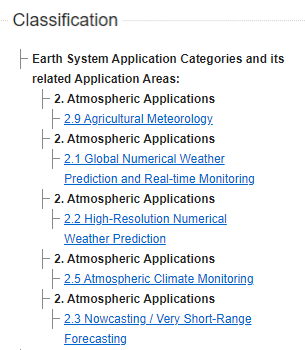 Classification
Earth System Application Categories and its
related Application Areas:
2. Atmospheric Applications
2.9 Agricultural Meteorology
2. Atmospheric Applications
2.1 Global Numerical Weather
Prediction and Real-time Monitoring
2. Atmospheric Applications
2.2 High-Resolution Numerical
Weather Prediction
2. Atmospheric Applications
2.5 Atmospheric Climate Monitoring
2. Atmospheric Applications
2.3 Nowcasting / Very Short-Range
Forecasting